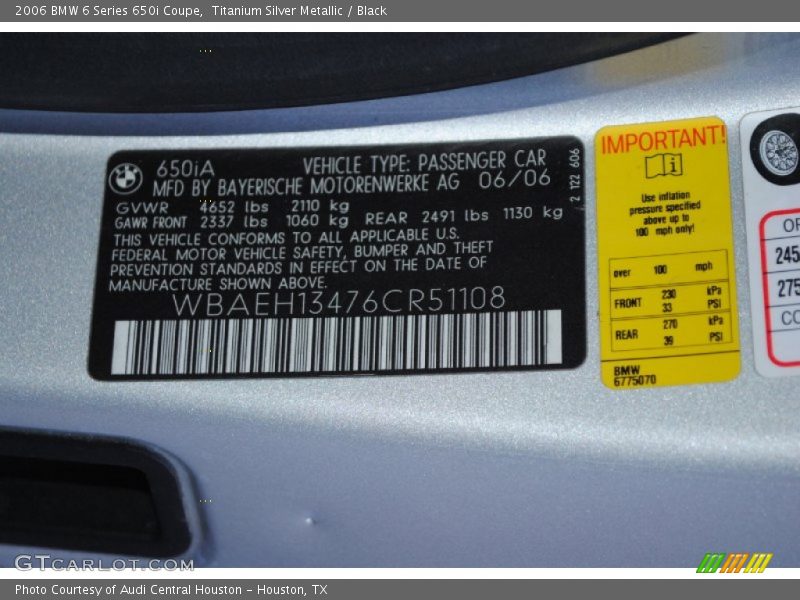 2006 BMW 6 Series 650i Coupe, Titanium Silver Metallic / Black
650iA VEHICLE TYPE: PASSENGER CAR
MFD BY BAYERISCHE MOTORENWERKE AG 06/06
GVWR 4652 lbs 2110 kg
GAWR FRONT 2337 lbs 1060 kg REAR 2491 lbs 1130 kg
THIS VEHICLE CONFORMS TO ALL APPLICABLE U.S.
FEDERAL MOTOR VEHICLE SAFETY, BUMPER AND THEFT
PREVENTION STANDARDS IN EFFECT ON THE DATE OF
MANUFACTURE SHOWN ABOVE.
WBAEH13476CR51108
2 122 606
IMPORTANT!
Use inflation
pressure specified
above up to
100 mph only!
over 100 mph
FRONT 230 kPa
33 PSI
REAR 270 kPa
39 PSI
BMW
6775070
245
275
GTCARLOT.COM
Photo Courtesy of Audi Central Houston – Houston, TX